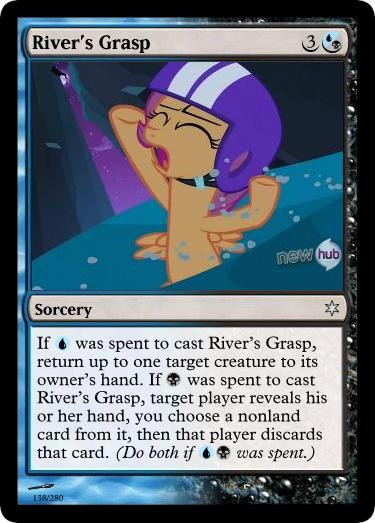 River's Grasp 3
new hub
Sorcery
If was spent to cast River's Grasp,
return up to one target creature to its
owner's hand. If was spent to cast
River's Grasp, target player reveals his
or her hand, you choose a nonland
card from it, then that player discards
that card. (Do both if was spent.)
138/280